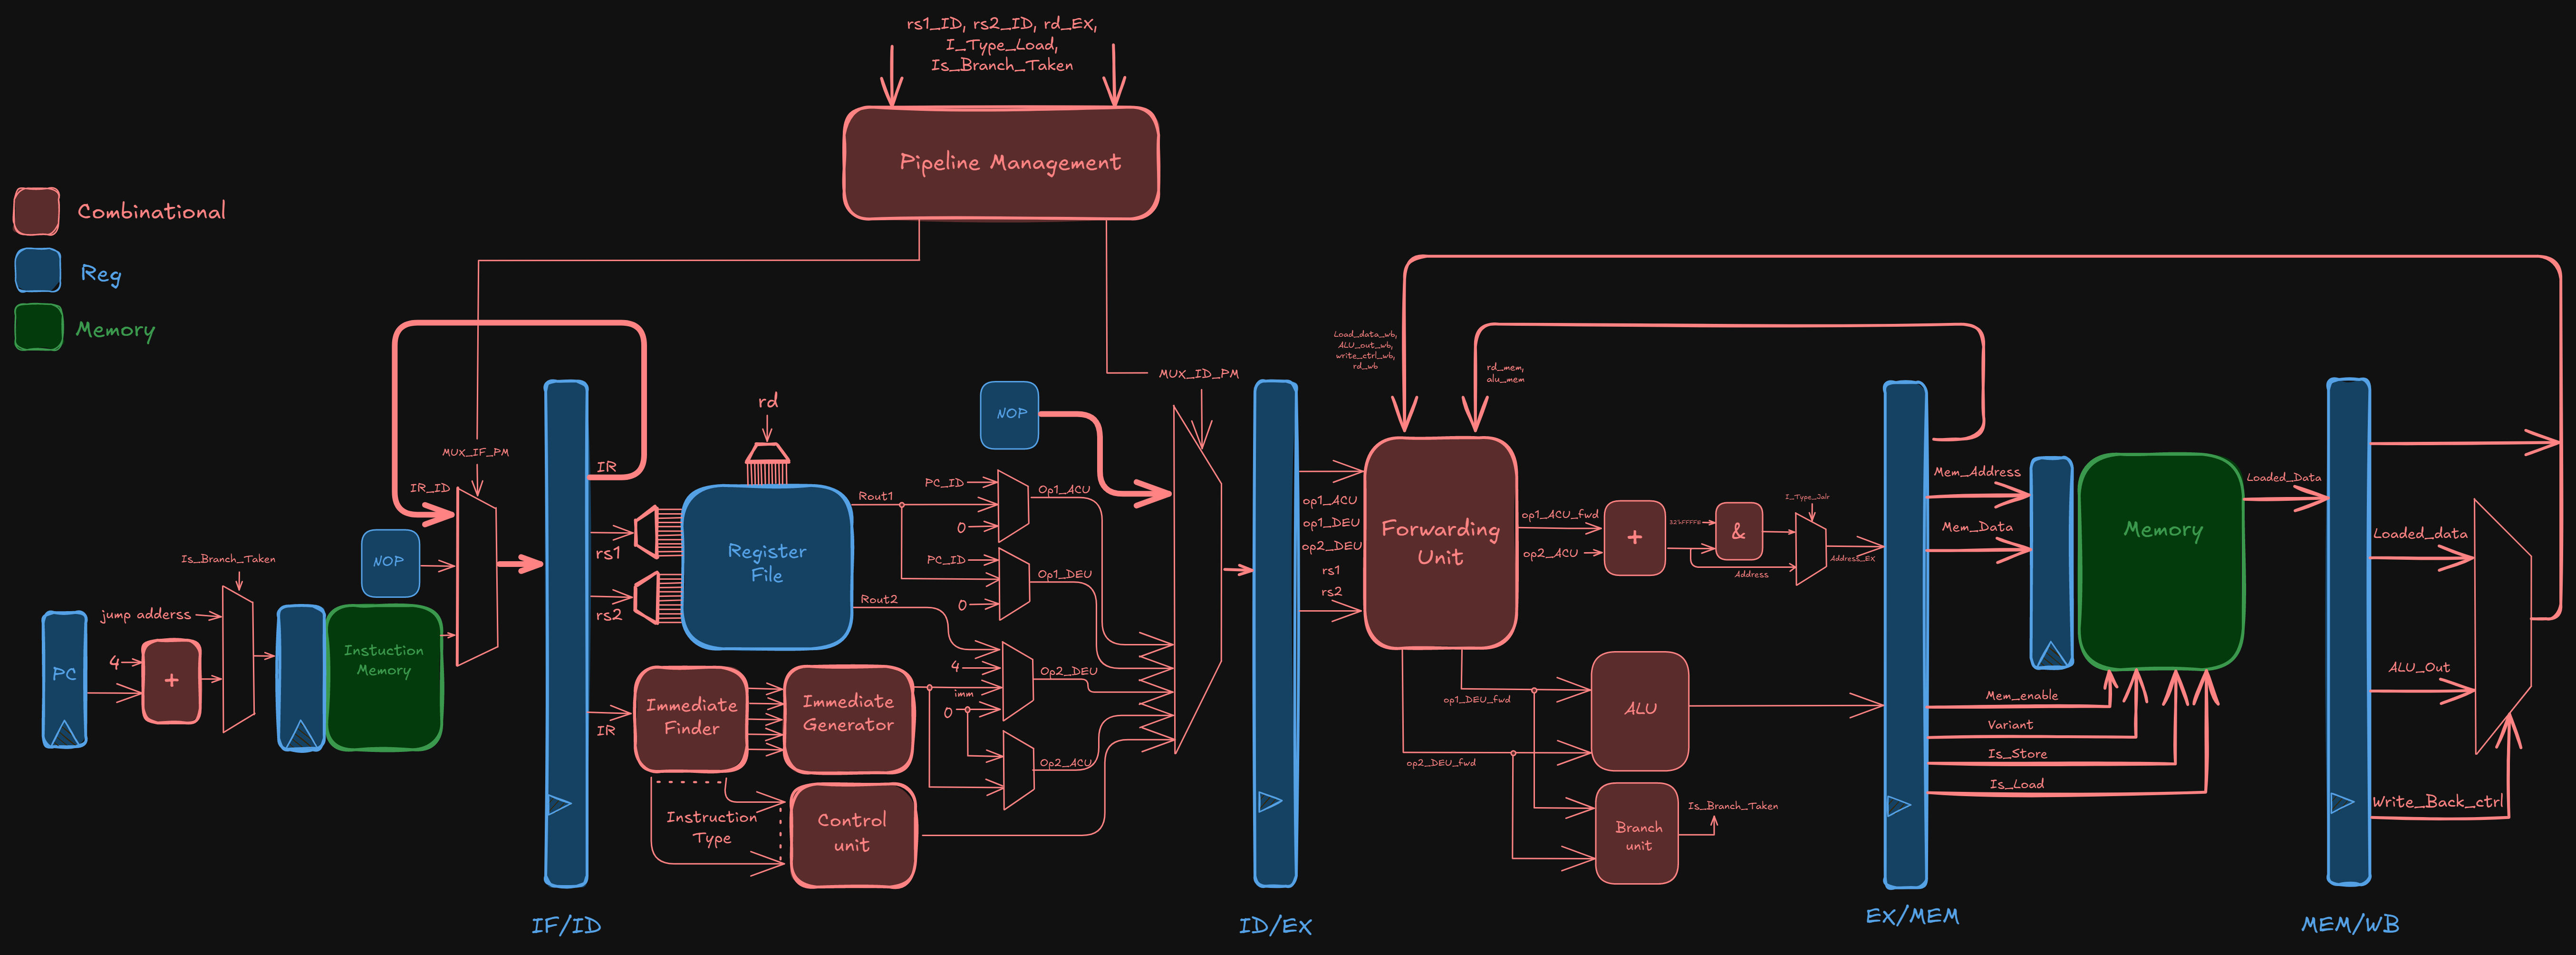 rs1_ID, rs2_ID, rd_EX,
I_Type_Load,
Is_Branch_Taken
Pipeline Management
Combinational
Reg
Memory
MUX_IF_PM
MUX_ID_PM
IR_ID
NOP
Is_Branch_Taken
jump adderss
4
+
PC
Instuction
Memory
IR
rs1
rs2
IR
rd
Register
File
Rout1
Rout2
Immediate
Finder
Immediate
Generator
Instruction
Type
Control
unit
NOP
PC_ID
0
Op1_ACU
PC_ID
0
Op1_DEU
4
imm
0
Op2_DEU
Op2_ACU
op1_ACU
op1_DEU
op2_DEU
rs1
rs2
Load_data_wb,
ALU_out_wb,
write_ctrl_wb,
rd_wb
rd_mem,
alu_mem
Forwarding
Unit
op1_ACU_fwd
op2_ACU
+
&
I_Type_Jalr
Address
Address_EX
op1_DEU_fwd
op2_DEU_fwd
ALU
Branch
unit
Is_Branch_Taken
Mem_Address
Mem_Data
Memory
Mem_enable
Variant
Is_Store
Is_Load
Loaded_Data
Loaded_data
ALU_Out
Write_Back_ctrl
IF/ID
ID/EX
EX/MEM
MEM/WB